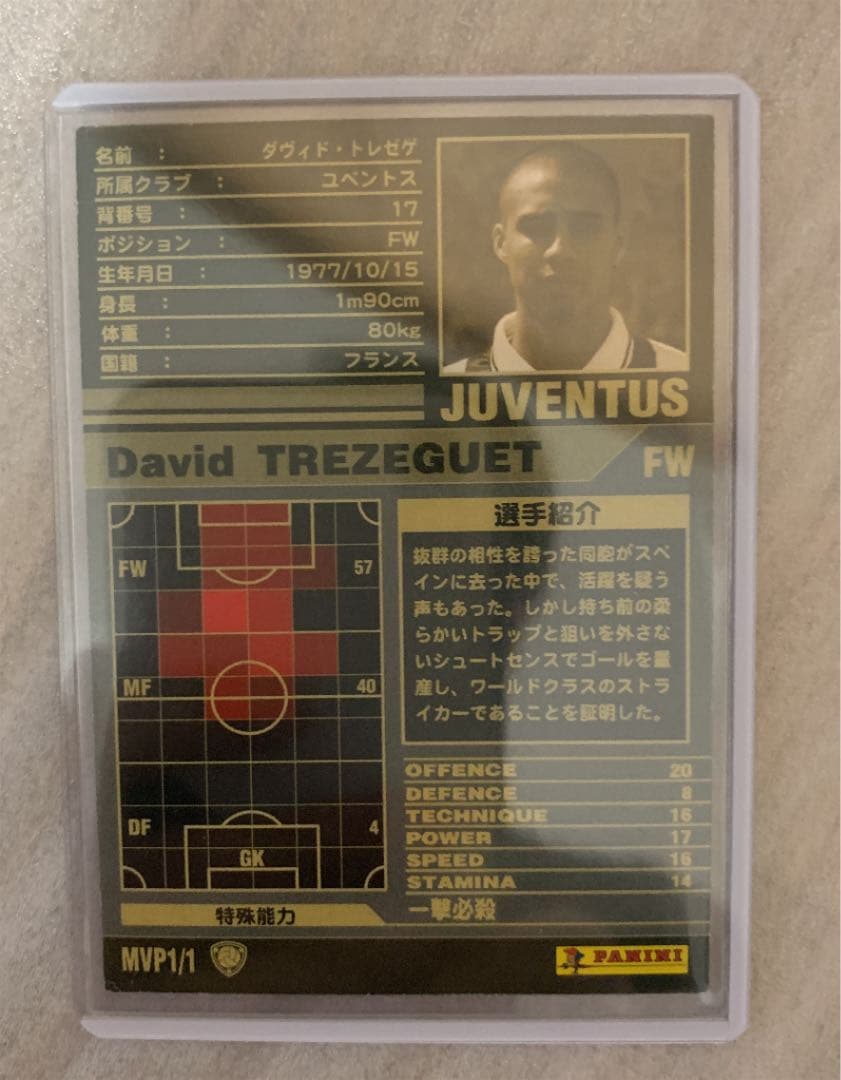 名前 : ダヴィド・トレゼゲ
所属クラブ : ユベントス
背番号 : 17
ポジション : FW
生年月日 : 1977/10/15
身長 : 1m90cm
体重 : 80kg
国籍 : フランス
JUVENTUS
David TREZEGUET FW
選手紹介
抜群の相性を誇った同胞がスペ
インに去った中で、活躍を疑う
声もあった。しかし持ち前の柔
らかいトラップと狙いを外さな
いシュートセンスでゴールを量
産し、ワールドクラスのストラ
イカーであることを証明した。
FW 57
MF 40
DF 4
GK
OFFENCE 20
DEFENCE 8
TECHNIQUE 16
POWER 17
SPEED 16
STAMINA 14
特殊能力 一撃必殺
MVP1/1
PANINI